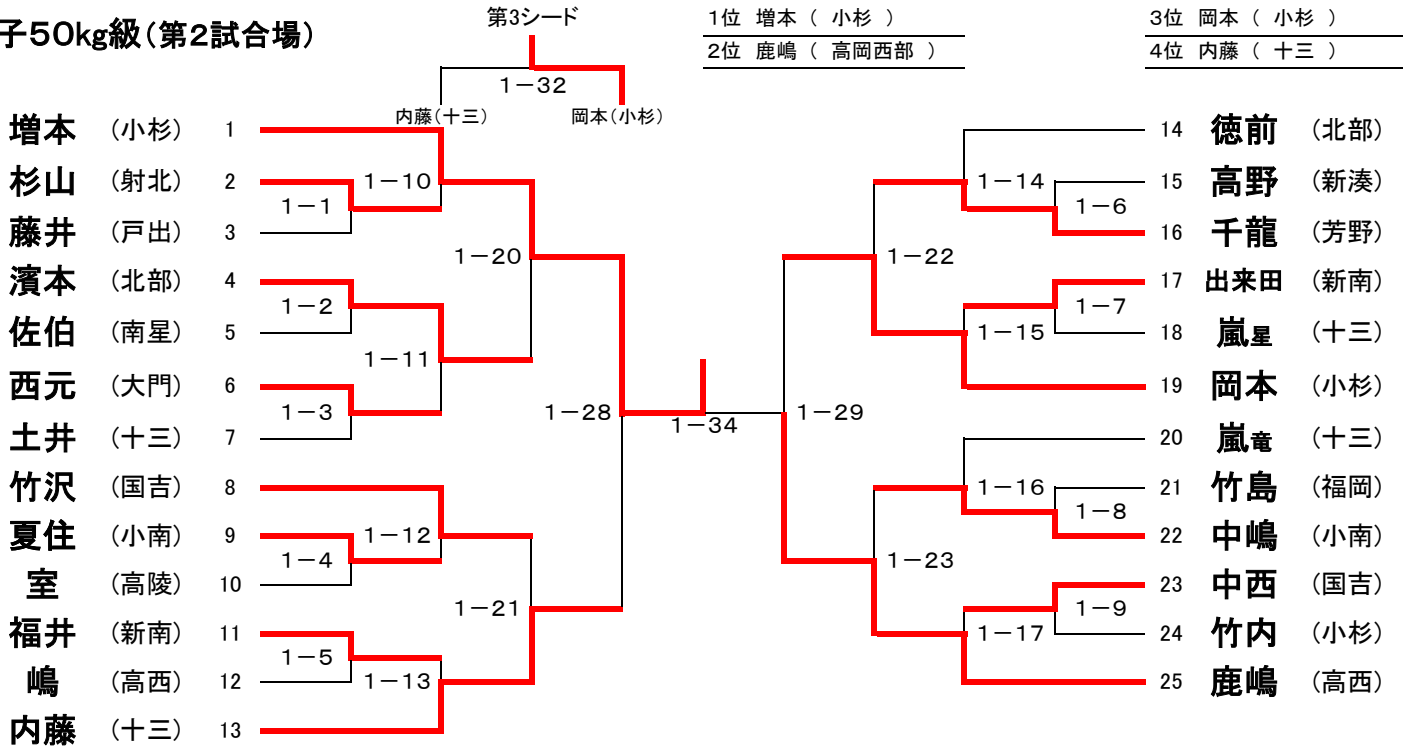 子50kg級(第2試合場)
第3シード
1位 増本 ( 小杉 )
2位 鹿嶋 ( 高岡西部 )
3位 岡本 ( 小杉 )
4位 内藤 ( 十三 )
1-32
内藤(十三)
岡本(小杉)
増本 (小杉) 1
杉山 (射北) 2
藤井 (戸出) 3
濱本 (北部) 4
佐伯 (南星) 5
西元 (大門) 6
土井 (十三) 7
竹沢 (国吉) 8
夏住 (小南) 9
室 (高陵) 10
福井 (新南) 11
嶋 (高西) 12
内藤 (十三) 13
1-1
1-2
1-3
1-4
1-5
1-10
1-11
1-12
1-13
1-20
1-21
1-28
1-34
1-29
1-22
1-23
1-14
1-15
1-16
1-17
1-6
1-7
1-8
1-9
14 徳前 (北部)
15 高野 (新湊)
16 千龍 (芳野)
17 出来田 (新南)
18 嵐星 (十三)
19 岡本 (小杉)
20 嵐竜 (十三)
21 竹島 (福岡)
22 中嶋 (小南)
23 中西 (国吉)
24 竹内 (小杉)
25 鹿嶋 (高西)